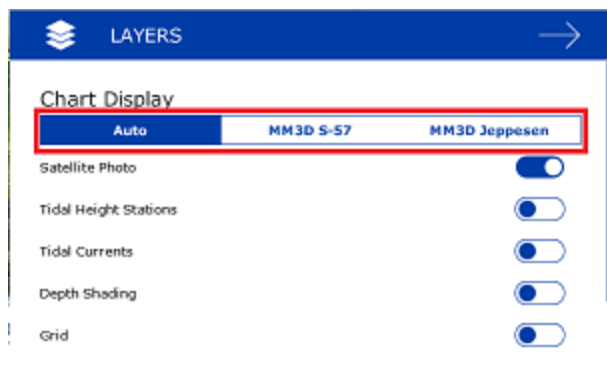 LAYERS
Chart Display
Auto MM3D S-57 MM3D Jeppesen
Satellite Photo
Tidal Height Stations
Tidal Currents
Depth Shading
Grid